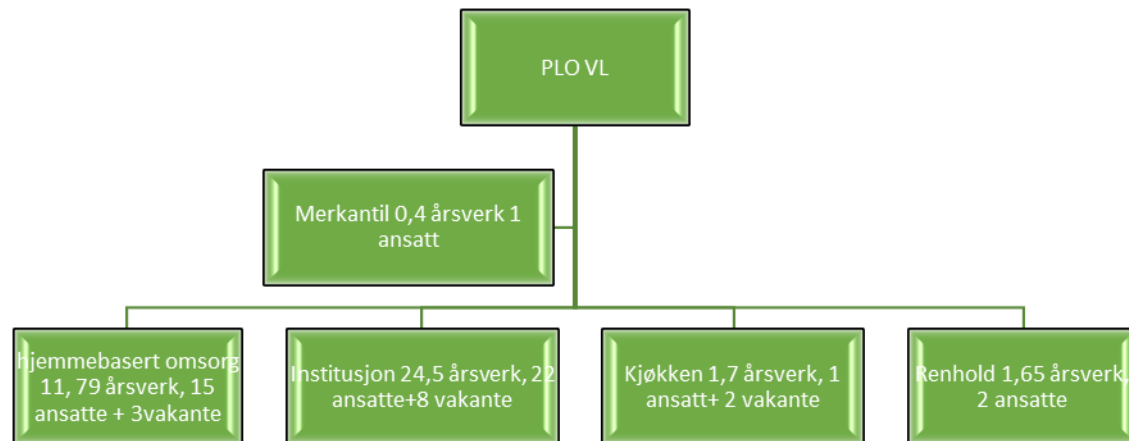 PLO VL
Merkantil 0,4 årsverk 1
ansatt
hjemmebasert omsorg
11, 79 årsverk, 15
ansatte + 3vakante
Institusjon 24,5 årsverk, 22
ansatte+8 vakante
Kjøkken 1,7 årsverk, 1
ansatt+ 2 vakante
Renhold 1,65 årsverk,
2 ansatte